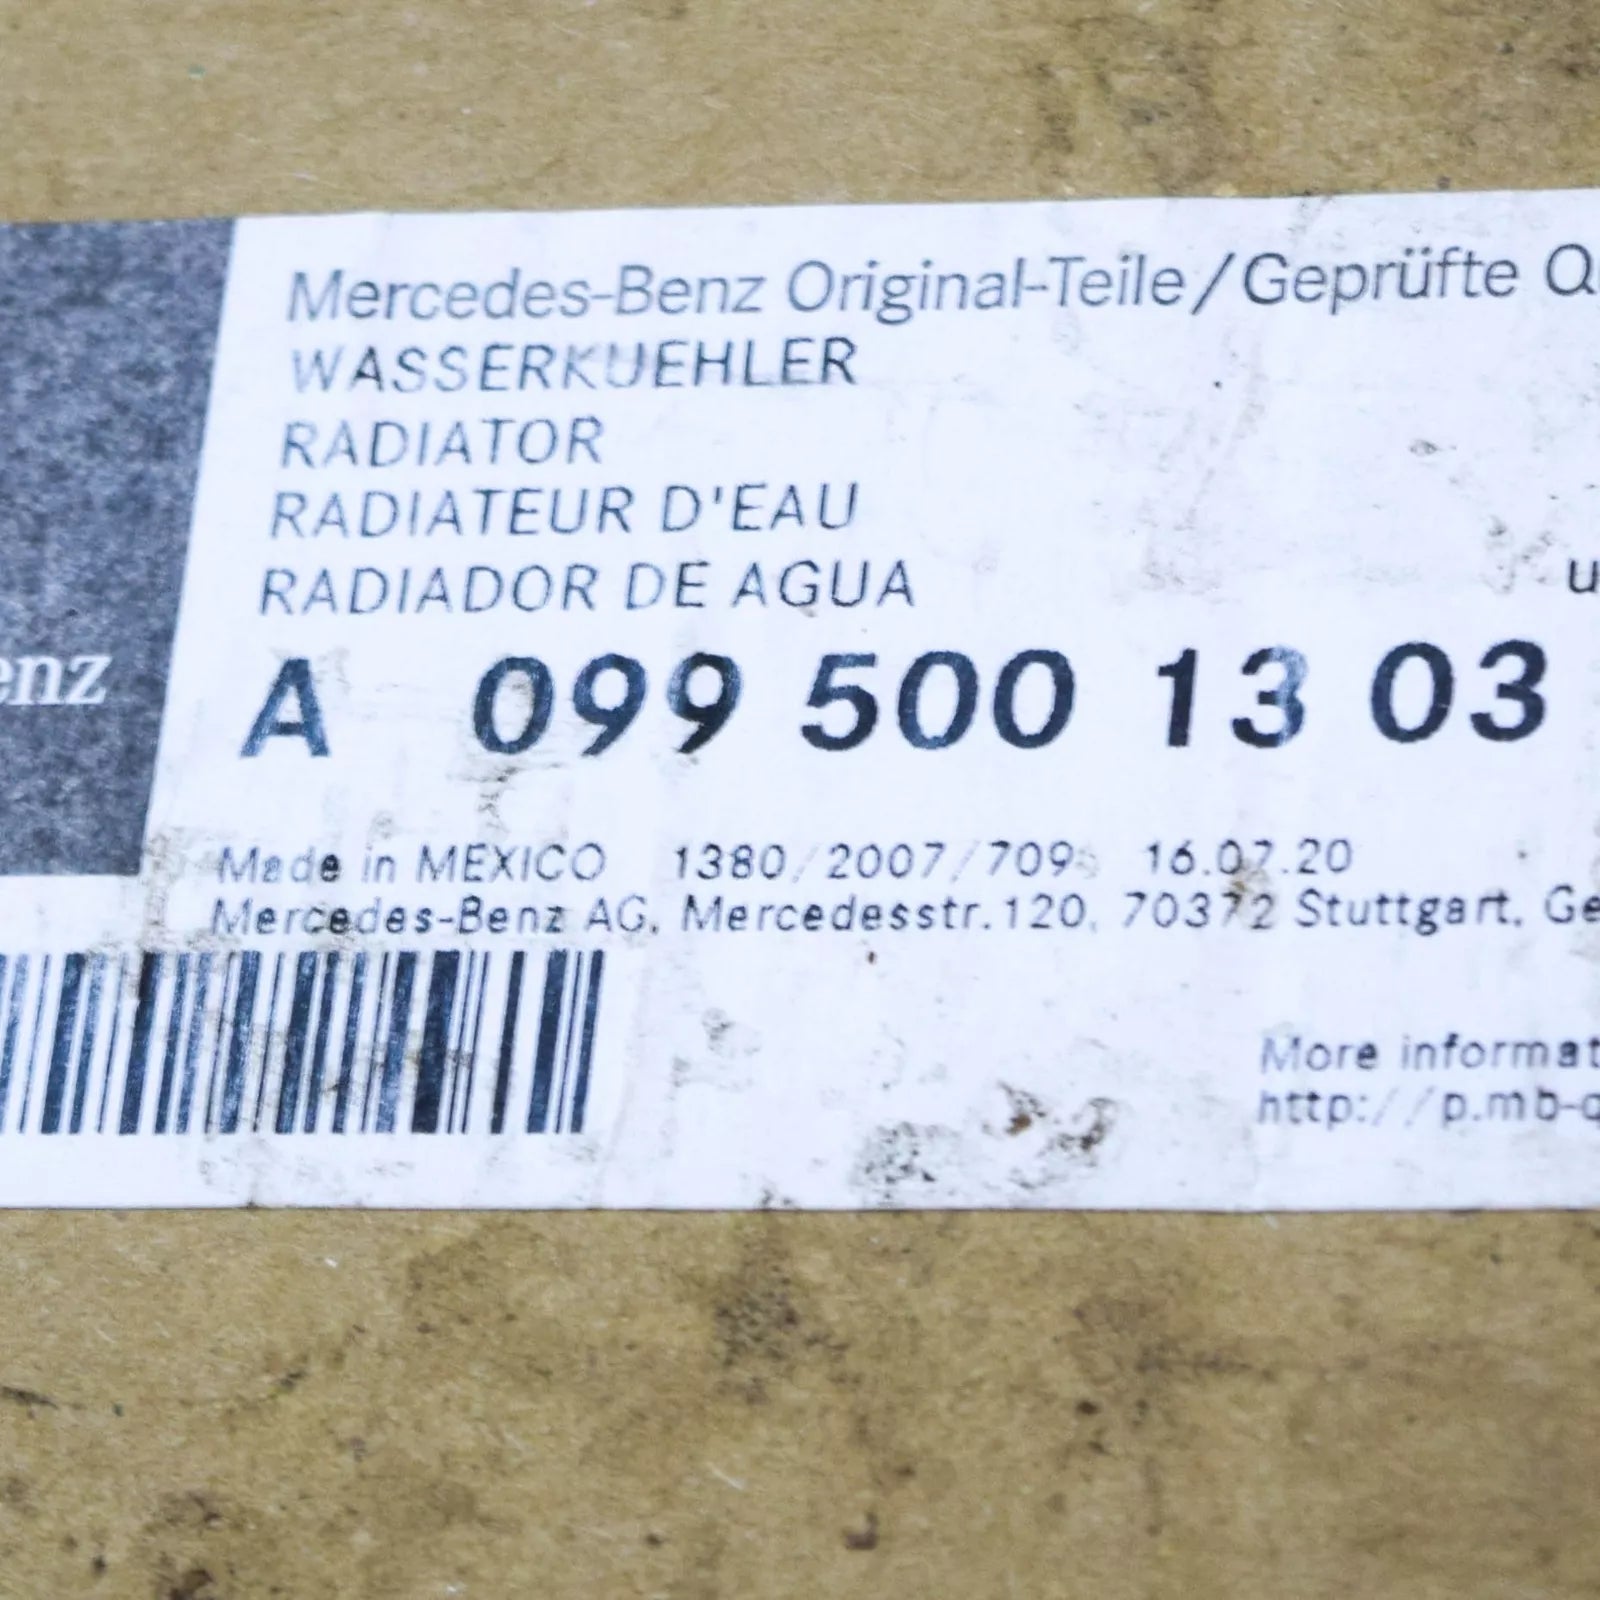 Mercedes-Benz Original-Teile/Geprüfte
WASSERKUEHLER
RADIATOR
RADIATEUR D'EAU
RADIADOR DE AGUA
enz
A 099 500 13 03
Made in MEXICO 1380/2007/709 16.07.20
Mercedes-Benz AG, Mercedesstr.120, 70372 Stuttgart, Ge
More informat
http://p.mb-